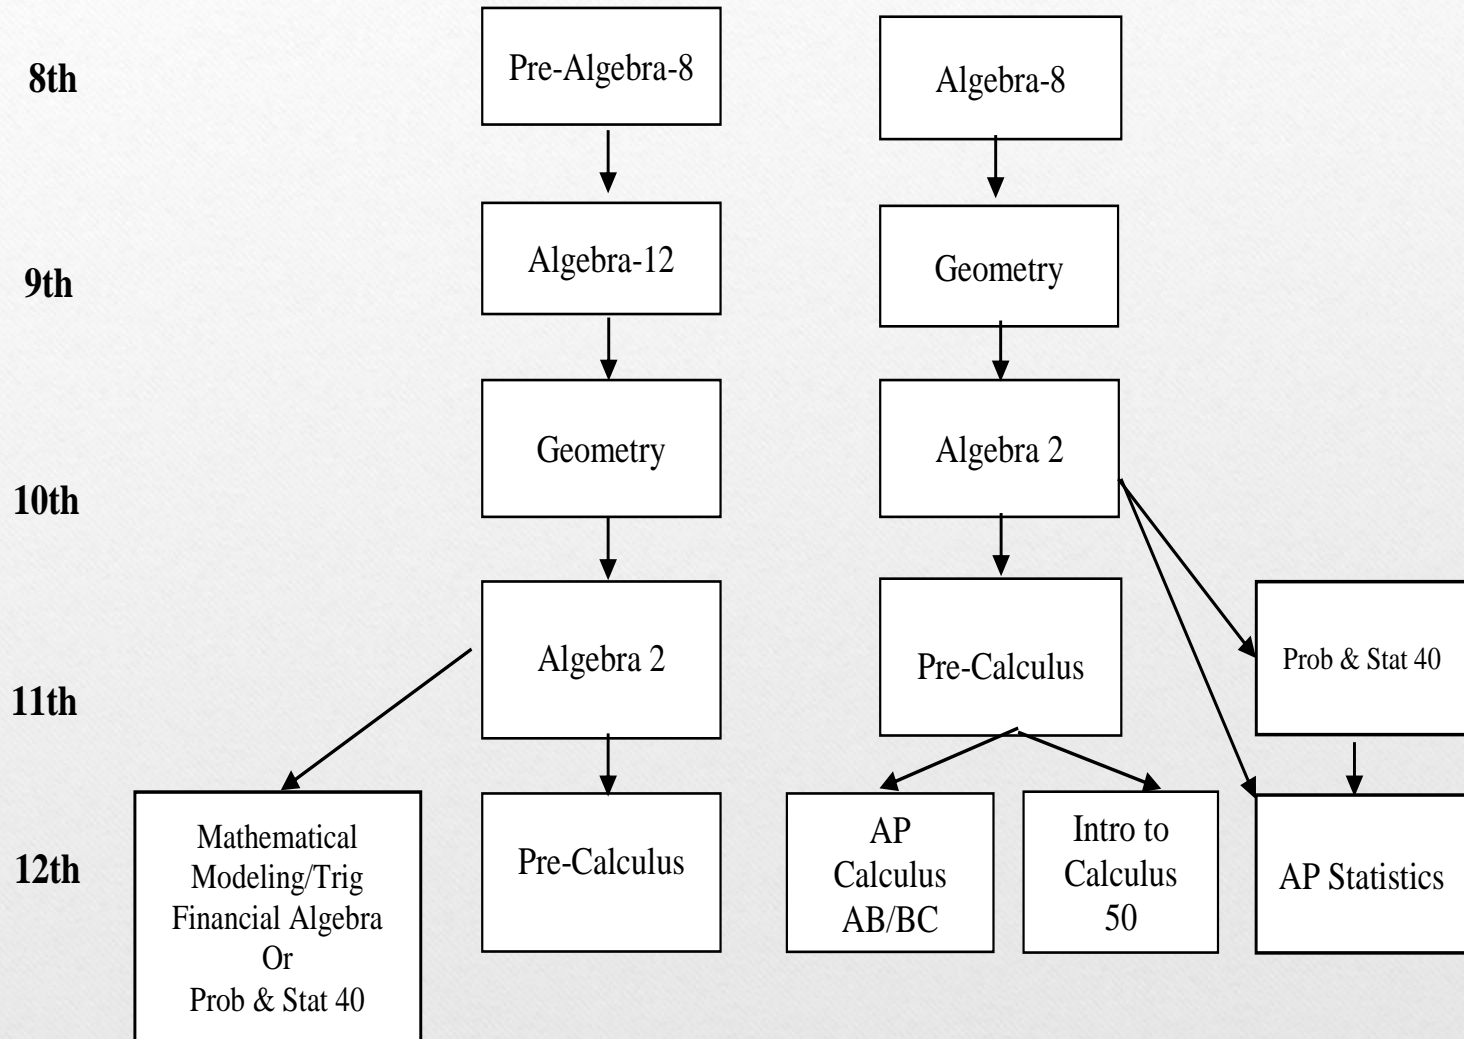 8th
Pre-Algebra-8
Algebra-8
9th
Algebra-12
Geometry
10th
Geometry
Algebra 2
11th
Algebra 2
Pre-Calculus
Prob & Stat 40
12th
Mathematical
Modeling/Trig
Financial Algebra
Or
Prob & Stat 40
Pre-Calculus
AP
Calculus
AB/BC
Intro to
Calculus
50
AP Statistics